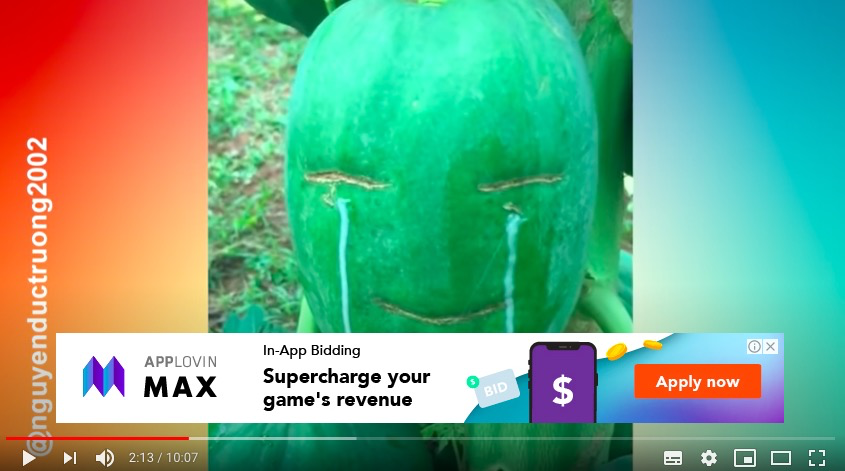 @nguyenductruong2002
APPLOVIN
MAX
In-App Bidding
Supercharge your
game's revenue
$
BID
$
Apply now
2:13 / 10:07